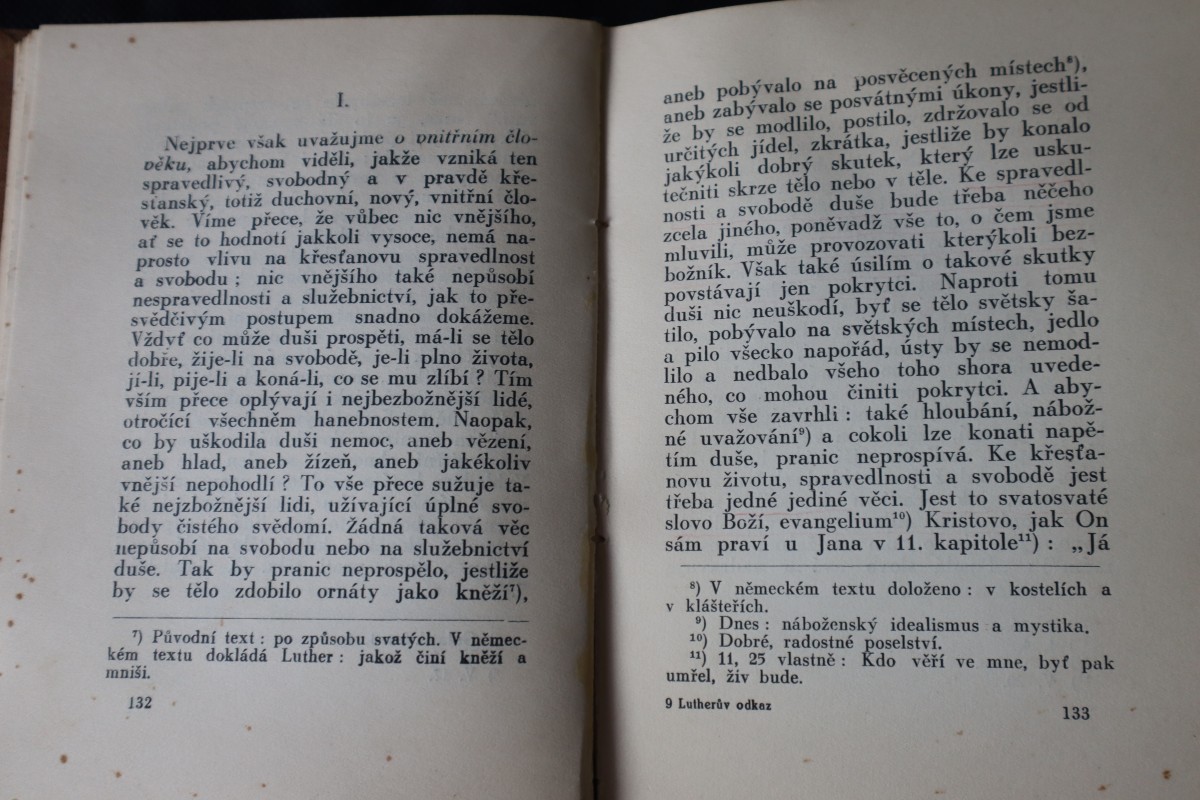 I.
Nejprve však uvažujme o vnitřním člo-
věku, abychom viděli, jakže vzniká ten
spravedlivý, svobodný a v pravdě kře-
sťanský, totiž duchovní, nový, vnitřní člo-
věk. Víme přece, že vůbec nic vnějšího,
ať se to hodnotí jakkoli vysoce, nemá na-
prosto vlivu na křesťanovu spravedlnost
a svobodu ; nic vnějšího také nepůsobí
nespravedlnosti a služebnictví, jak to pře-
svědčivým postupem snadno dokážeme.
Vždyť co může duši prospěti, má-li se tělo
dobře, žije-li na svobodě, je-li plno života,
jí-li, pije-li a koná-li, co se mu zlíbí ? Tím
vším přece oplývají i nejbezbožnější lidé,
otročící všechněm hanebnostem. Naopak,
co by uškodila duši nemoc, aneb vězení,
aneb hlad, aneb žízeň, aneb jakékoliv
vnější nepohodlí ? To vše přece sužuje ta-
ké nejzbožnější lidi, užívající úplné svo-
body čistého svědomí. Žádná taková věc
nepůsobí na svobodu nebo na služebnictví
duše. Tak by pranic neprospělo, jestliže
by se tělo zdobilo ornáty jako kněží⁷),
⁷) Původní text : po způsobu svatých. V němec-
kém textu dokládá Luther : jakož činí kněží a
mniši.
132
aneb pobývalo na posvěcených místech⁸),
aneb zabývalo se posvátnými úkony, jestli-
že by se modlilo, postilo, zdržovalo se od
určitých jídel, zkrátka, jestliže by konalo
jakýkoli dobrý skutek, který lze usku-
tečniti skrze tělo nebo v těle. Ke spravedl-
nosti a svobodě duše bude třeba něčeho
zcela jiného, poněvadž vše to, o čem jsme
mluvili, může provozovati kterýkoli bez-
božník. Však také úsilím o takové skutky
povstávají jen pokrytci. Naproti tomu
duši nic neuškodí, byť se tělo světsky ša-
tilo, pobývalo na světských místech, jedlo
a pilo všecko napořád, ústy by se nemod-
lilo a nedbalo všeho toho shora uvede-
ného, co mohou činiti pokrytci. A aby-
chom vše zavrhli : také hloubání, nábož-
né uvažování⁹) a cokoli lze konati napě-
tím duše, pranic neprospívá. Ke křesťa-
novu životu, spravedlnosti a svobodě jest
třeba jedné jediné věci. Jest to svatosvaté
slovo Boží, evangelium¹⁰) Kristovo, jak On
sám praví u Jana v 11. kapitole¹¹) : „Já
⁸) V německém textu doloženo : v kostelích a
v klášteřích.
⁹) Dnes : náboženský idealismus a mystika.
¹⁰) Dobré, radostné poselství.
¹¹) 11, 25 vlastně : Kdo věří ve mne, byť pak
umřel, živ bude.
9 Lutherův odkaz
133